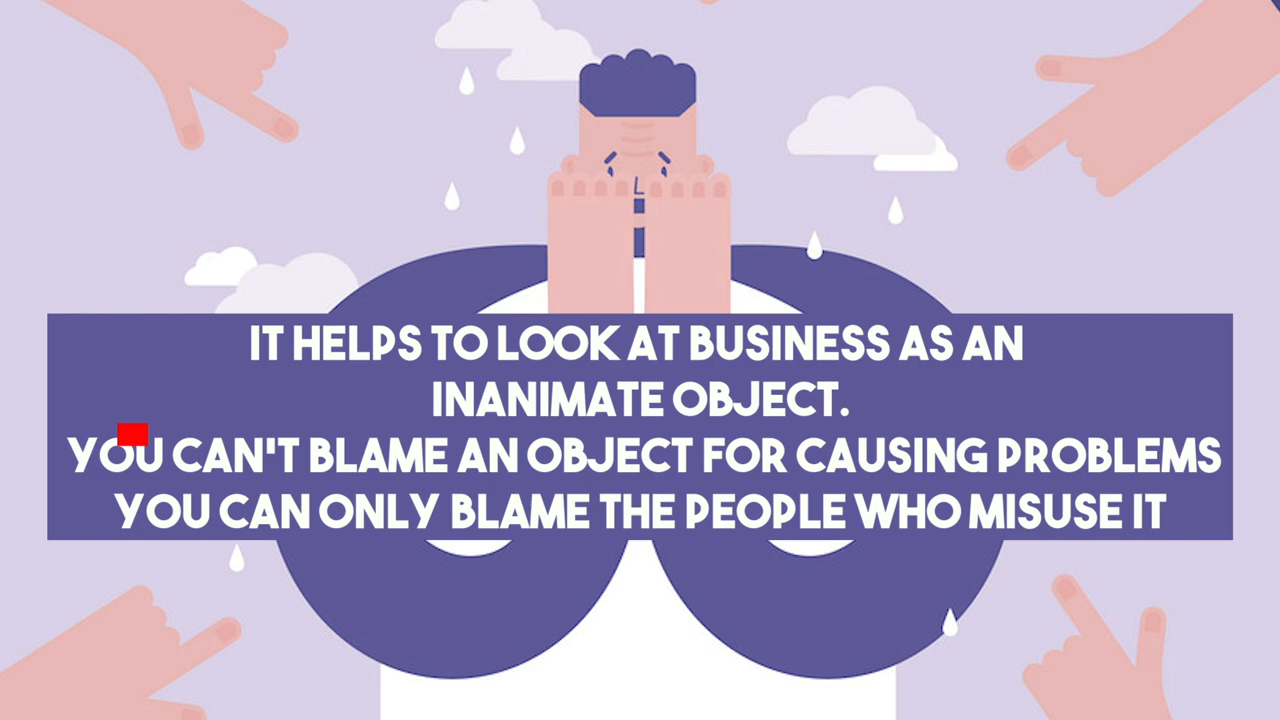 IT HELPS TO LOOK AT BUSINESS AS AN
INANIMATE OBJECT.
YOU CAN'T BLAME AN OBJECT FOR CAUSING PROBLEMS
YOU CAN ONLY BLAME THE PEOPLE WHO MISUSE IT